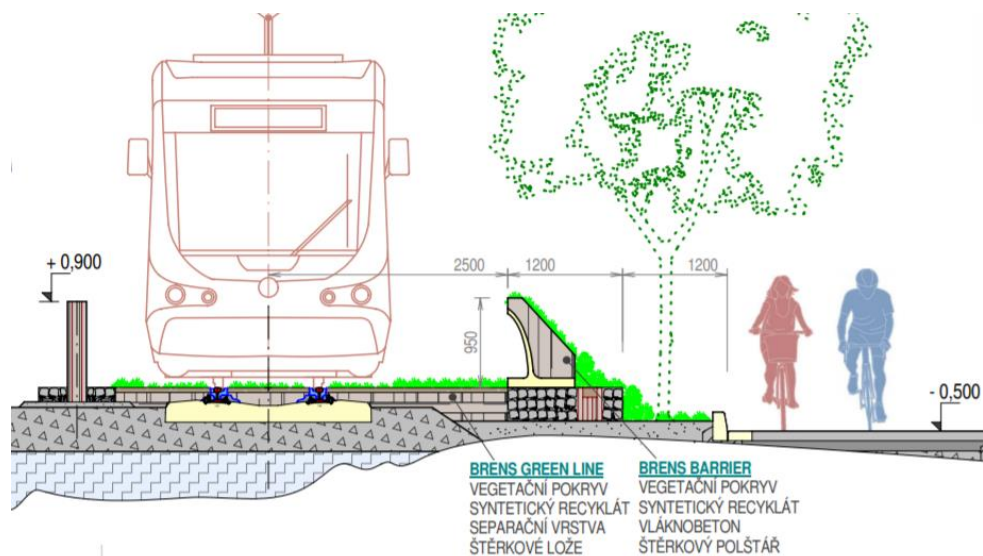 2500
1200
1200
+ 0,900
950
- 0,500
BRENS GREEN LINE
VEGETAČNÍ POKRYV
SYNTETICKÝ RECYKLÁT
SEPARAČNÍ VRSTVA
ŠTĚRKOVÉ LOŽE
BRENS BARRIER
VEGETAČNÍ POKRYV
SYNTETICKÝ RECYKLÁT
VLÁKNOBETON
ŠTĚRKOVÝ POLŠTÁŘ